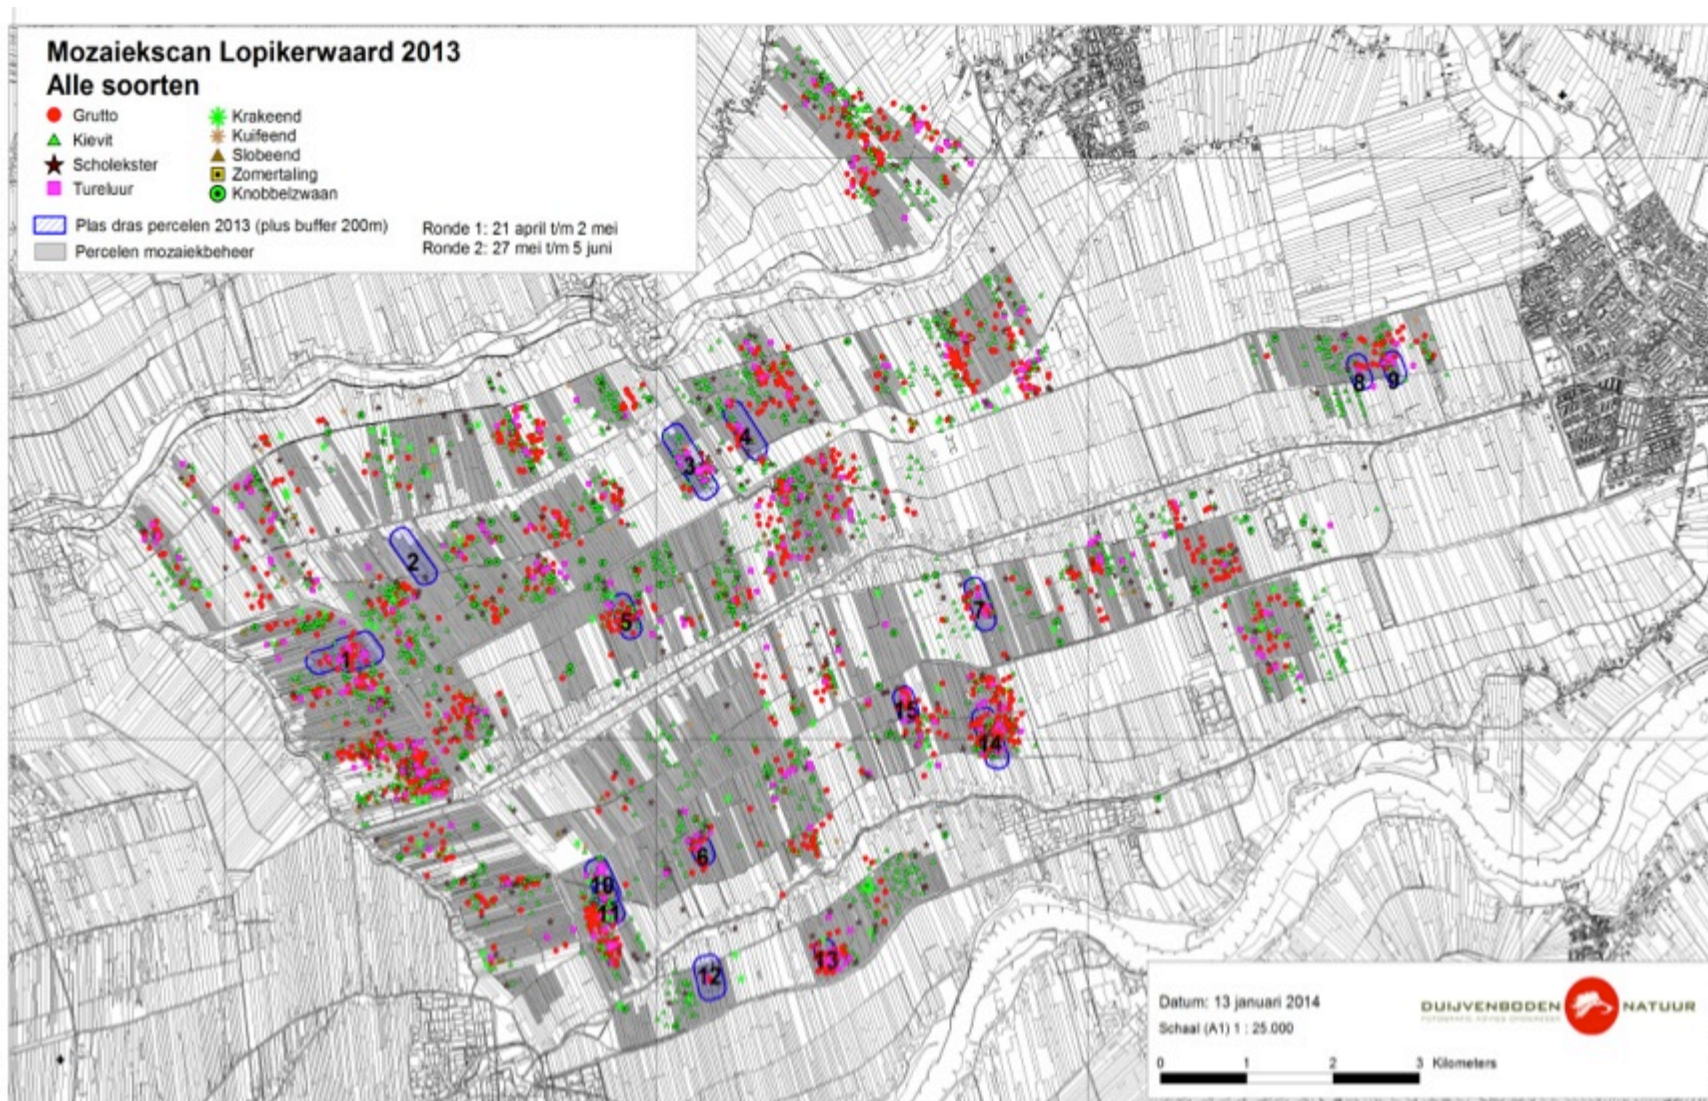 Mozaiekscan Lopikerwaard 2013
Alle soorten
Grutto
Kievit
Scholekster
Tureluur
Krakeend
Kuifeend
Slobeend
Zomertaling
Knobbelzwaan
Plas dras percelen 2013 (plus buffer 200m)
Percelen mozaiekbeheer
Ronde 1: 21 april t/m 2 mei
Ronde 2: 27 mei t/m 5 juni
8 9
4
3
2
5
7
1
15
14
6
10
11
12
13
Datum: 13 januari 2014
Schaal (A1) 1 : 25.000
0 1 2 3 Kilometers
DUIJVENBODEN NATUUR